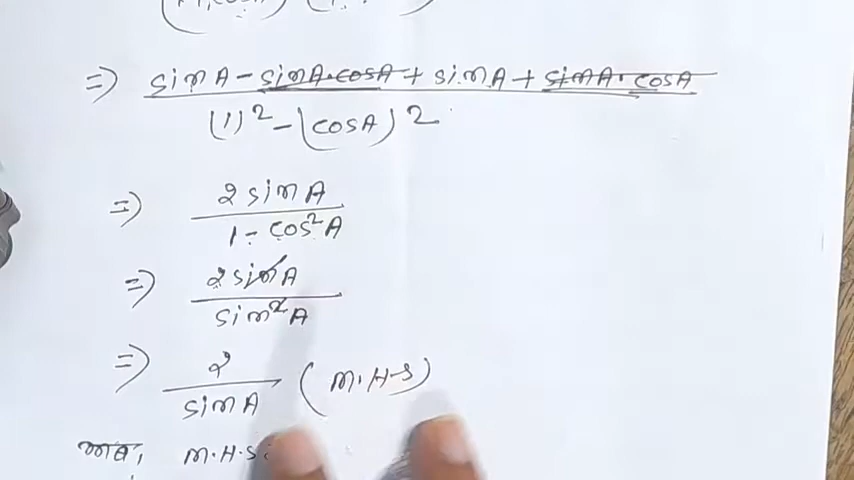 => sinA - sinA.cosA + sinA + sinA.cosA
(1)² - (cosA)²
=> 2 sinA
1 - cos²A
=> 2 sinA
sin²A
=> 2
sinA (M.H.S)
M.H.S